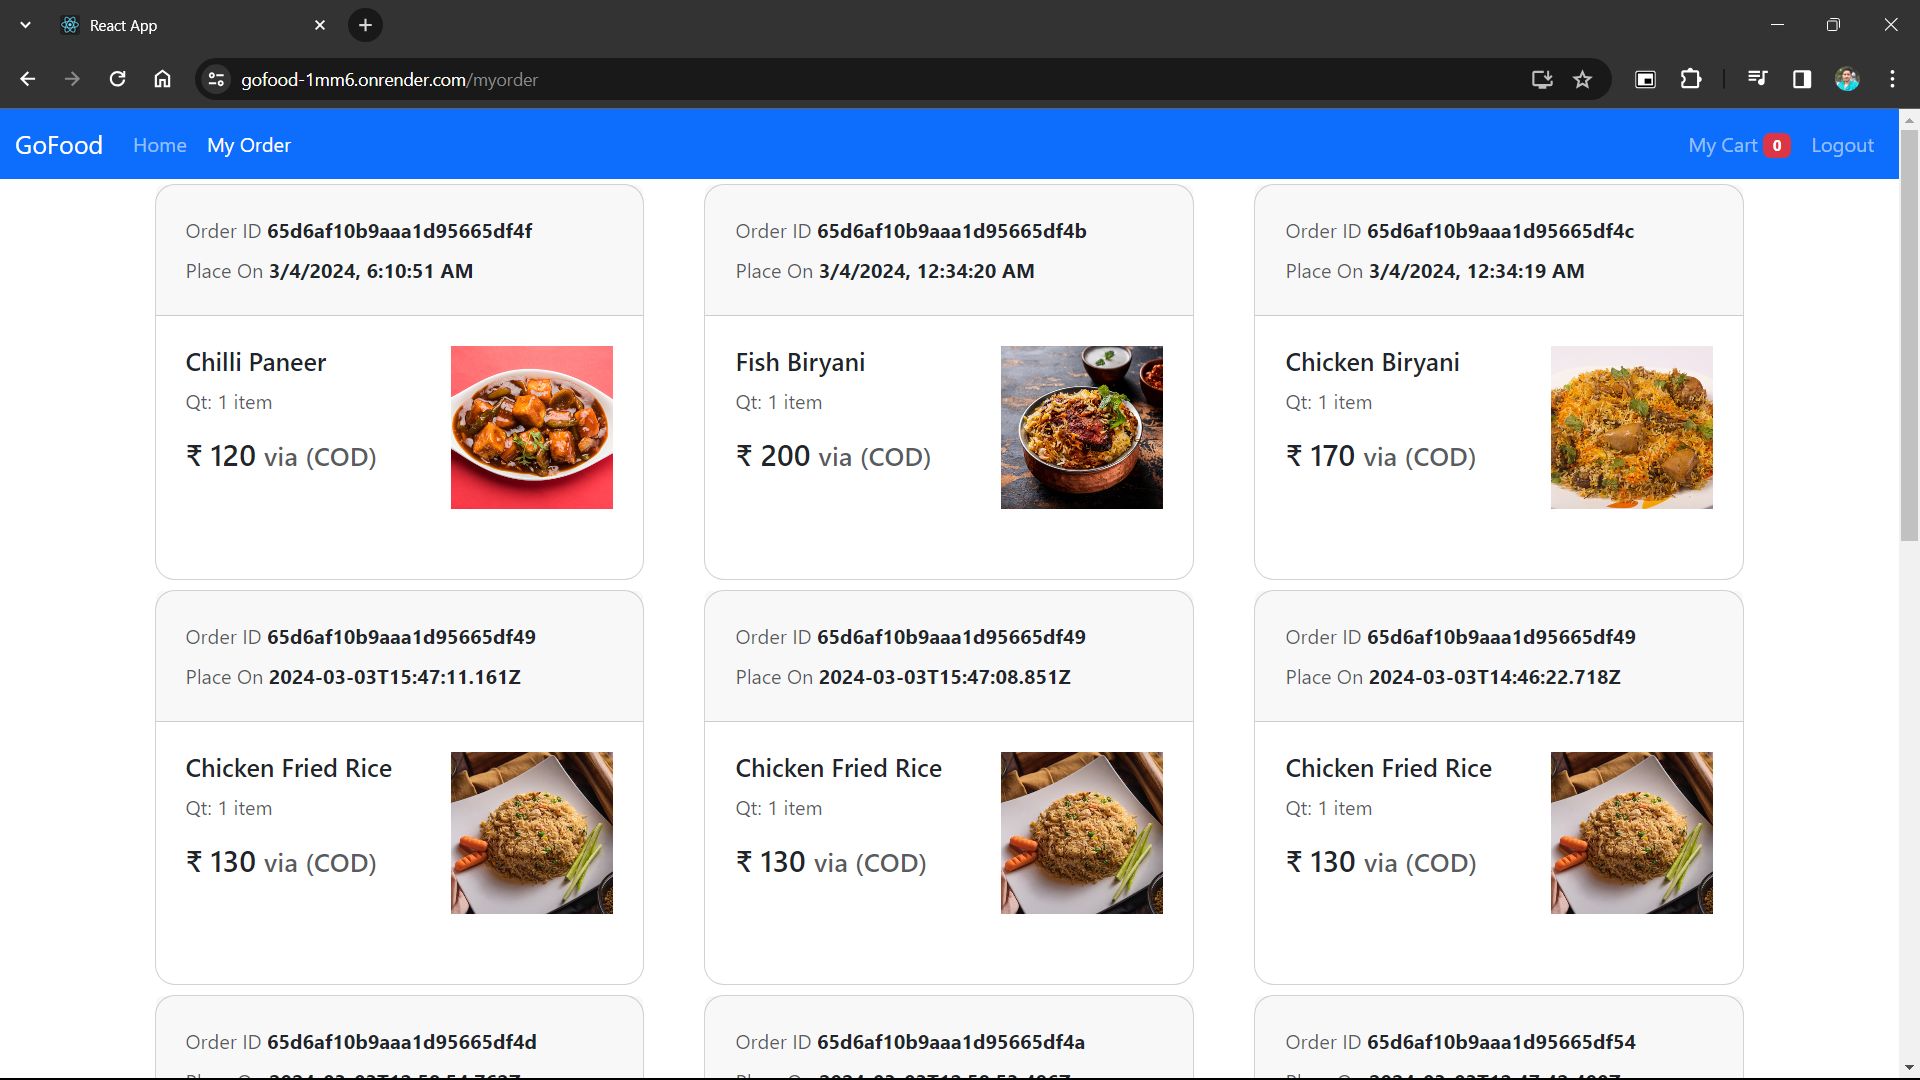 React App
gofood-1mm6.onrender.com/myorder
GoFood Home My Order My Cart 0 Logout
Order ID 65d6af10b9aaa1d95665df4f
Place On 3/4/2024, 6:10:51 AM
Chilli Paneer
Qt: 1 item
₹ 120 via (COD)
Order ID 65d6af10b9aaa1d95665df4b
Place On 3/4/2024, 12:34:20 AM
Fish Biryani
Qt: 1 item
₹ 200 via (COD)
Order ID 65d6af10b9aaa1d95665df4c
Place On 3/4/2024, 12:34:19 AM
Chicken Biryani
Qt: 1 item
₹ 170 via (COD)
Order ID 65d6af10b9aaa1d95665df49
Place On 2024-03-03T15:47:11.161Z
Chicken Fried Rice
Qt: 1 item
₹ 130 via (COD)
Order ID 65d6af10b9aaa1d95665df49
Place On 2024-03-03T15:47:08.851Z
Chicken Fried Rice
Qt: 1 item
₹ 130 via (COD)
Order ID 65d6af10b9aaa1d95665df49
Place On 2024-03-03T14:46:22.718Z
Chicken Fried Rice
Qt: 1 item
₹ 130 via (COD)
Order ID 65d6af10b9aaa1d95665df4d
Place On
Order ID 65d6af10b9aaa1d95665df4a
Place On
Order ID 65d6af10b9aaa1d95665df54
Place On